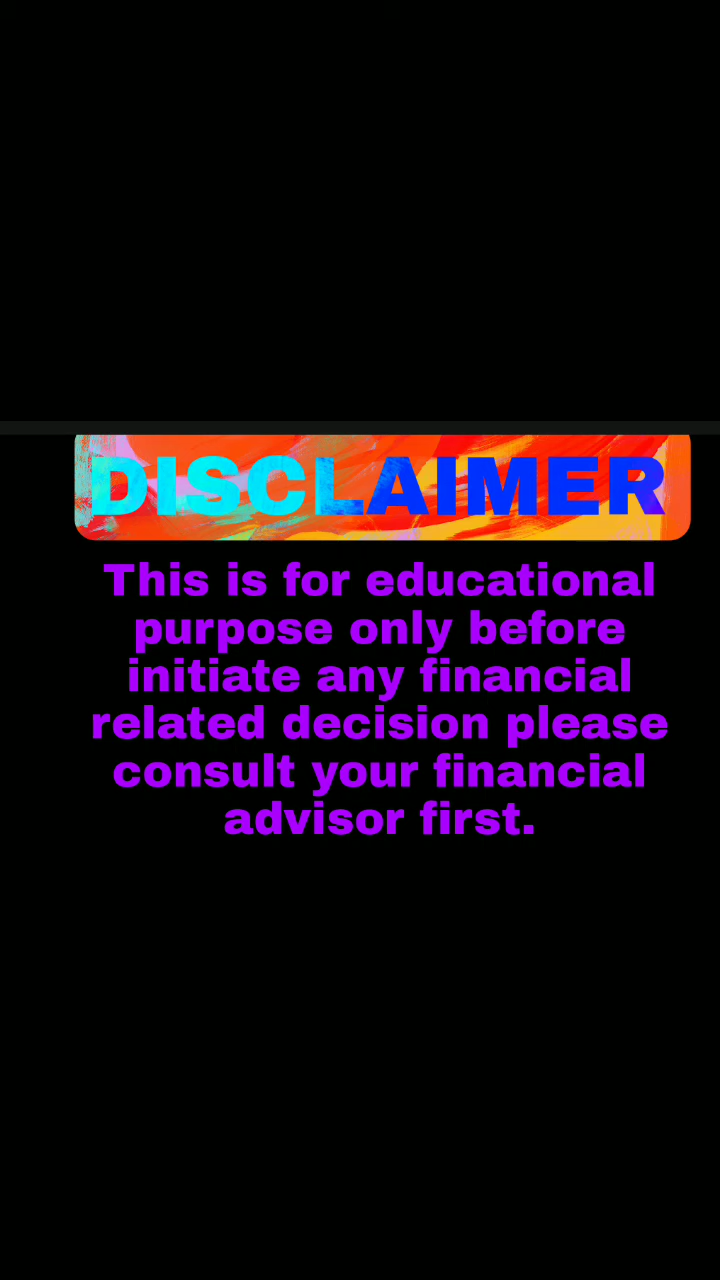 DISCLAIMER
This is for educational
purpose only before
initiate any financial
related decision please
consult your financial
advisor first.